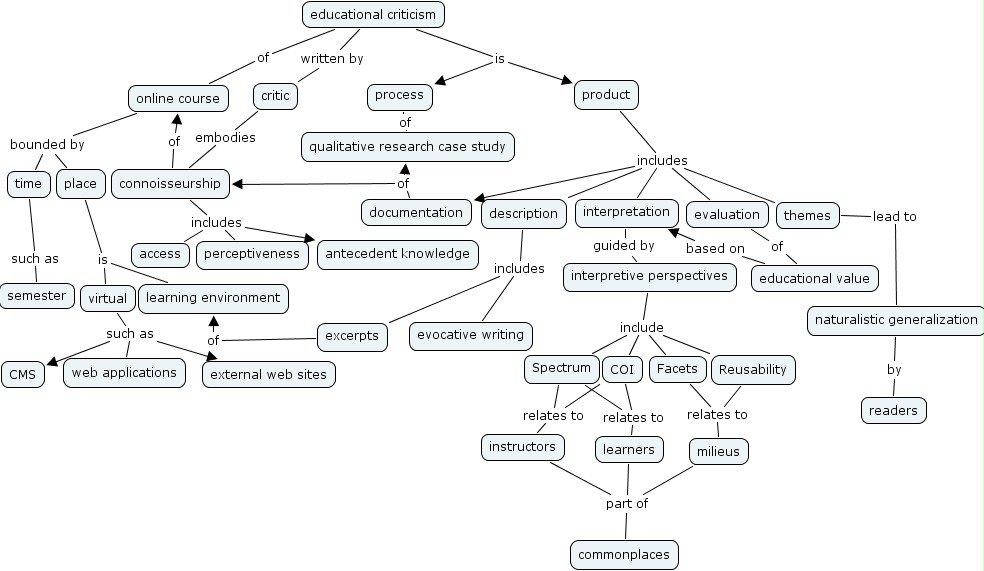 educational criticism
of
written by
is
online course
critic
process
product
bounded by
of
embodies
of
qualitative research case study
includes
time
place
connoisseurship
of
documentation
description
interpretation
evaluation
themes
lead to
includes
access
perceptiveness
antecedent knowledge
guided by
based on
of
such as
is
includes
interpretive perspectives
educational value
semester
virtual
learning environment
such as
of
excerpts
evocative writing
include
naturalistic generalization
CMS
web applications
external web sites
Spectrum
COI
Facets
Reusability
by
relates to
relates to
relates to
readers
instructors
learners
milieus
part of
commonplaces